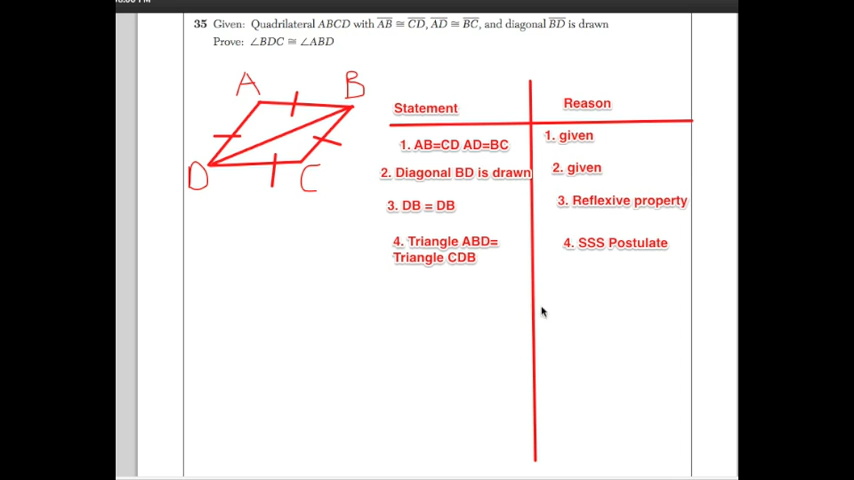 35 Given: Quadrilateral ABCD with AB ≅ CD, AD ≅ BC, and diagonal BD is drawn
Prove: ∠BDC ≅ ∠ABD
A
B
D
C
Statement
Reason
1. AB=CD AD=BC
1. given
2. Diagonal BD is drawn
2. given
3. DB = DB
3. Reflexive property
4. Triangle ABD=
Triangle CDB
4. SSS Postulate